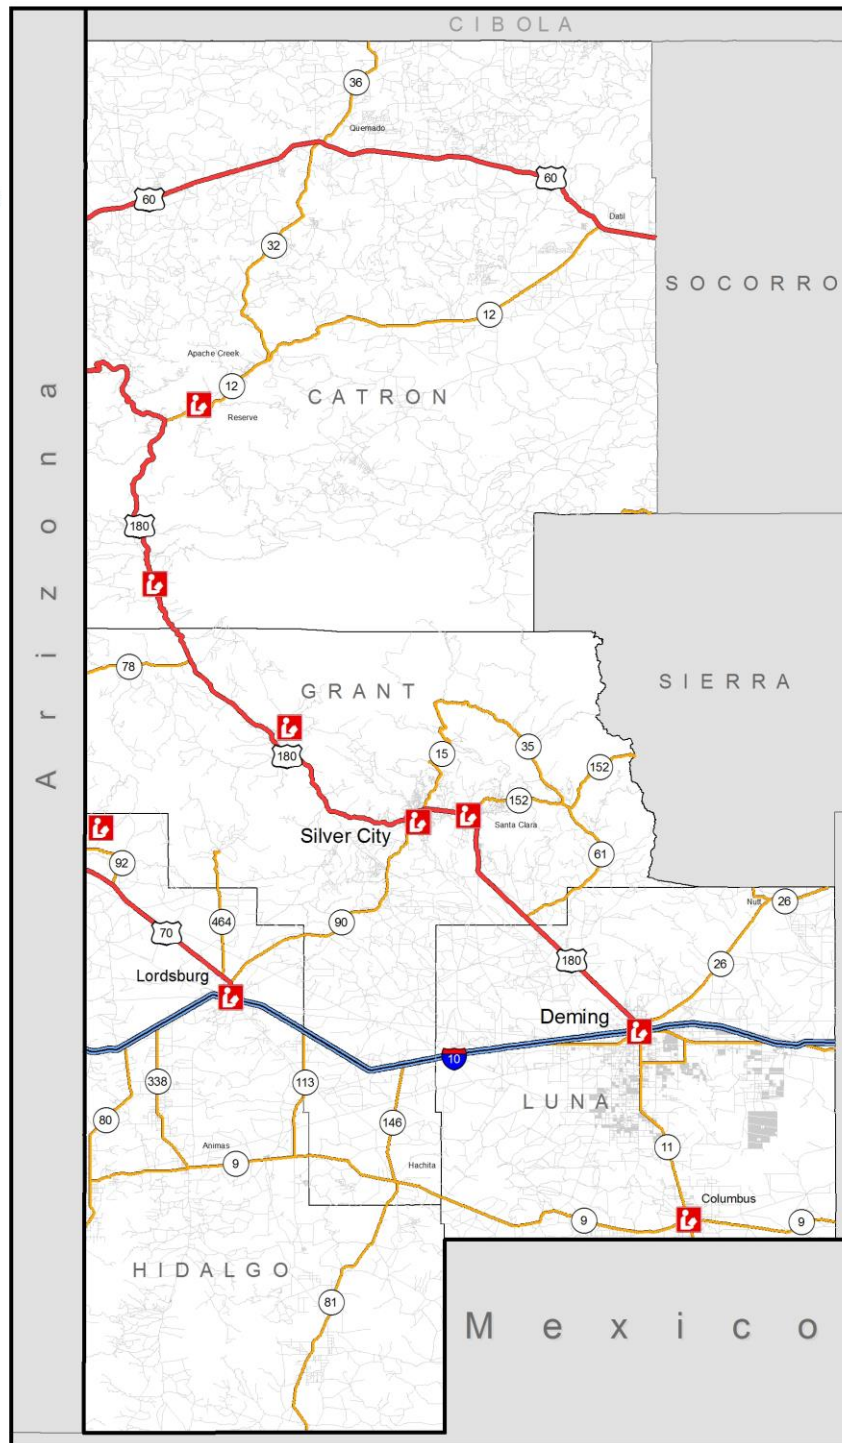 CIBOLA
36
Quemado
60
60
Datil
32
SOCORRO
12
Apache Creek
12
CATRON
Reserve
Arizona
180
78
GRANT
SIERRA
180
15
35
152
152
Silver City
Santa Clara
61
92
464
90
Nutt
26
70
180
26
Lordsburg
Deming
10
338
113
LUNA
80
146
11
Animas
9
Hachita
Columbus
9
9
HIDALGO
81
Mexico